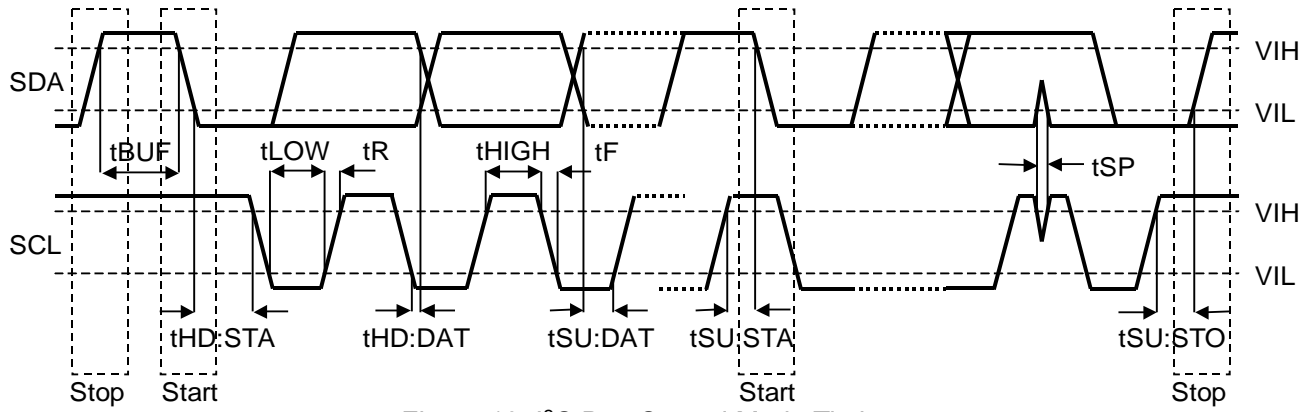 VIH
SDA
VIL
tBUF tLOW tR tHIGH tF
tSP
VIH
SCL
VIL
tHD:STA tHD:DAT tSU:DAT tSU:STA tSU:STO
Stop Start Start Stop